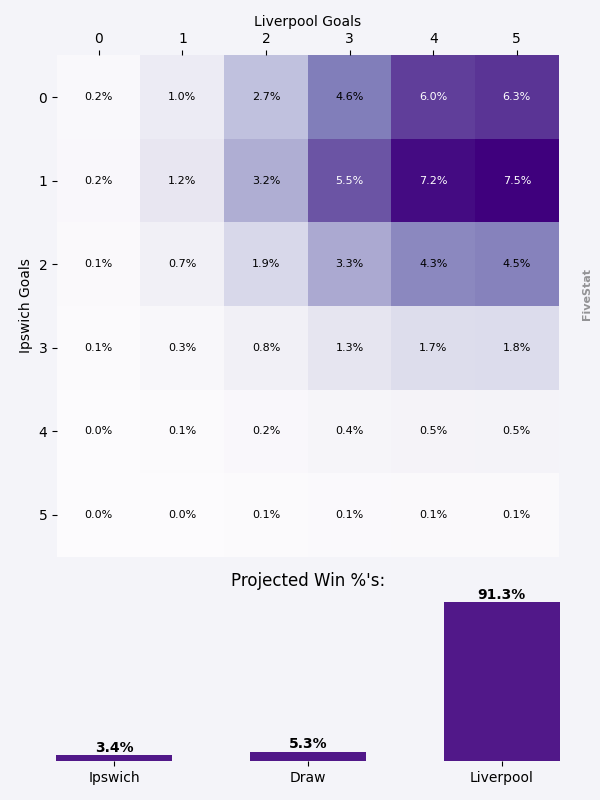 Liverpool Goals
0 1 2 3 4 5
0 0.2% 1.0% 2.7% 4.6% 6.0% 6.3%
1 0.2% 1.2% 3.2% 5.5% 7.2% 7.5%
2 0.1% 0.7% 1.9% 3.3% 4.3% 4.5%
3 0.1% 0.3% 0.8% 1.3% 1.7% 1.8%
4 0.0% 0.1% 0.2% 0.4% 0.5% 0.5%
5 0.0% 0.0% 0.1% 0.1% 0.1% 0.1%
Ipswich Goals
FiveStat
Projected Win %'s:
3.4% 5.3% 91.3%
Ipswich Draw Liverpool